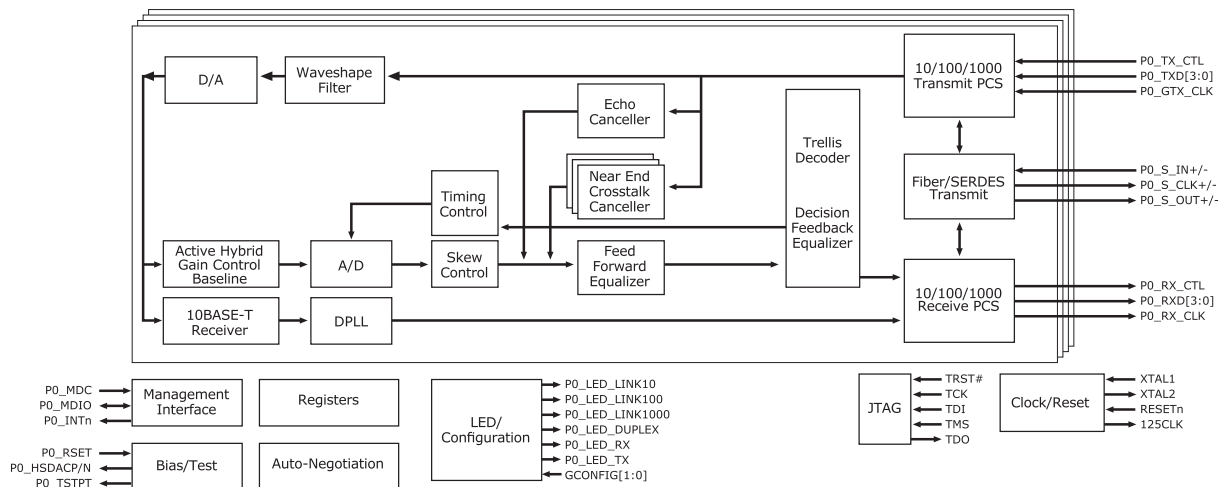 D/A
Waveshape
Filter
10/100/1000
Transmit PCS
P0_TX_CTL
P0_TXD[3:0]
P0_GTX_CLK
Echo
Canceller
Trellis
Decoder
Decision
Feedback
Equalizer
Near End
Crosstalk
Canceller
Fiber/SERDES
Transmit
P0_S_IN+/-
P0_S_CLK+/-
P0_S_OUT+/-
Timing
Control
Active Hybrid
Gain Control
Baseline
A/D
Skew
Control
Feed
Forward
Equalizer
10/100/1000
Receive PCS
P0_RX_CTL
P0_RXD[3:0]
P0_RX_CLK
10BASE-T
Receiver
DPLL
P0_MDC
P0_MDIO
P0_INTn
Management
Interface
Registers
LED/
Configuration
P0_LED_LINK10
P0_LED_LINK100
P0_LED_LINK1000
P0_LED_DUPLEX
P0_LED_RX
P0_LED_TX
GCONFIG[1:0]
JTAG
TRST#
TCK
TDI
TMS
TDO
Clock/Reset
XTAL1
XTAL2
RESETn
125CLK
P0_RSET
P0_HSDACP/N
P0_TSTPT
Bias/Test
Auto-Negotiation